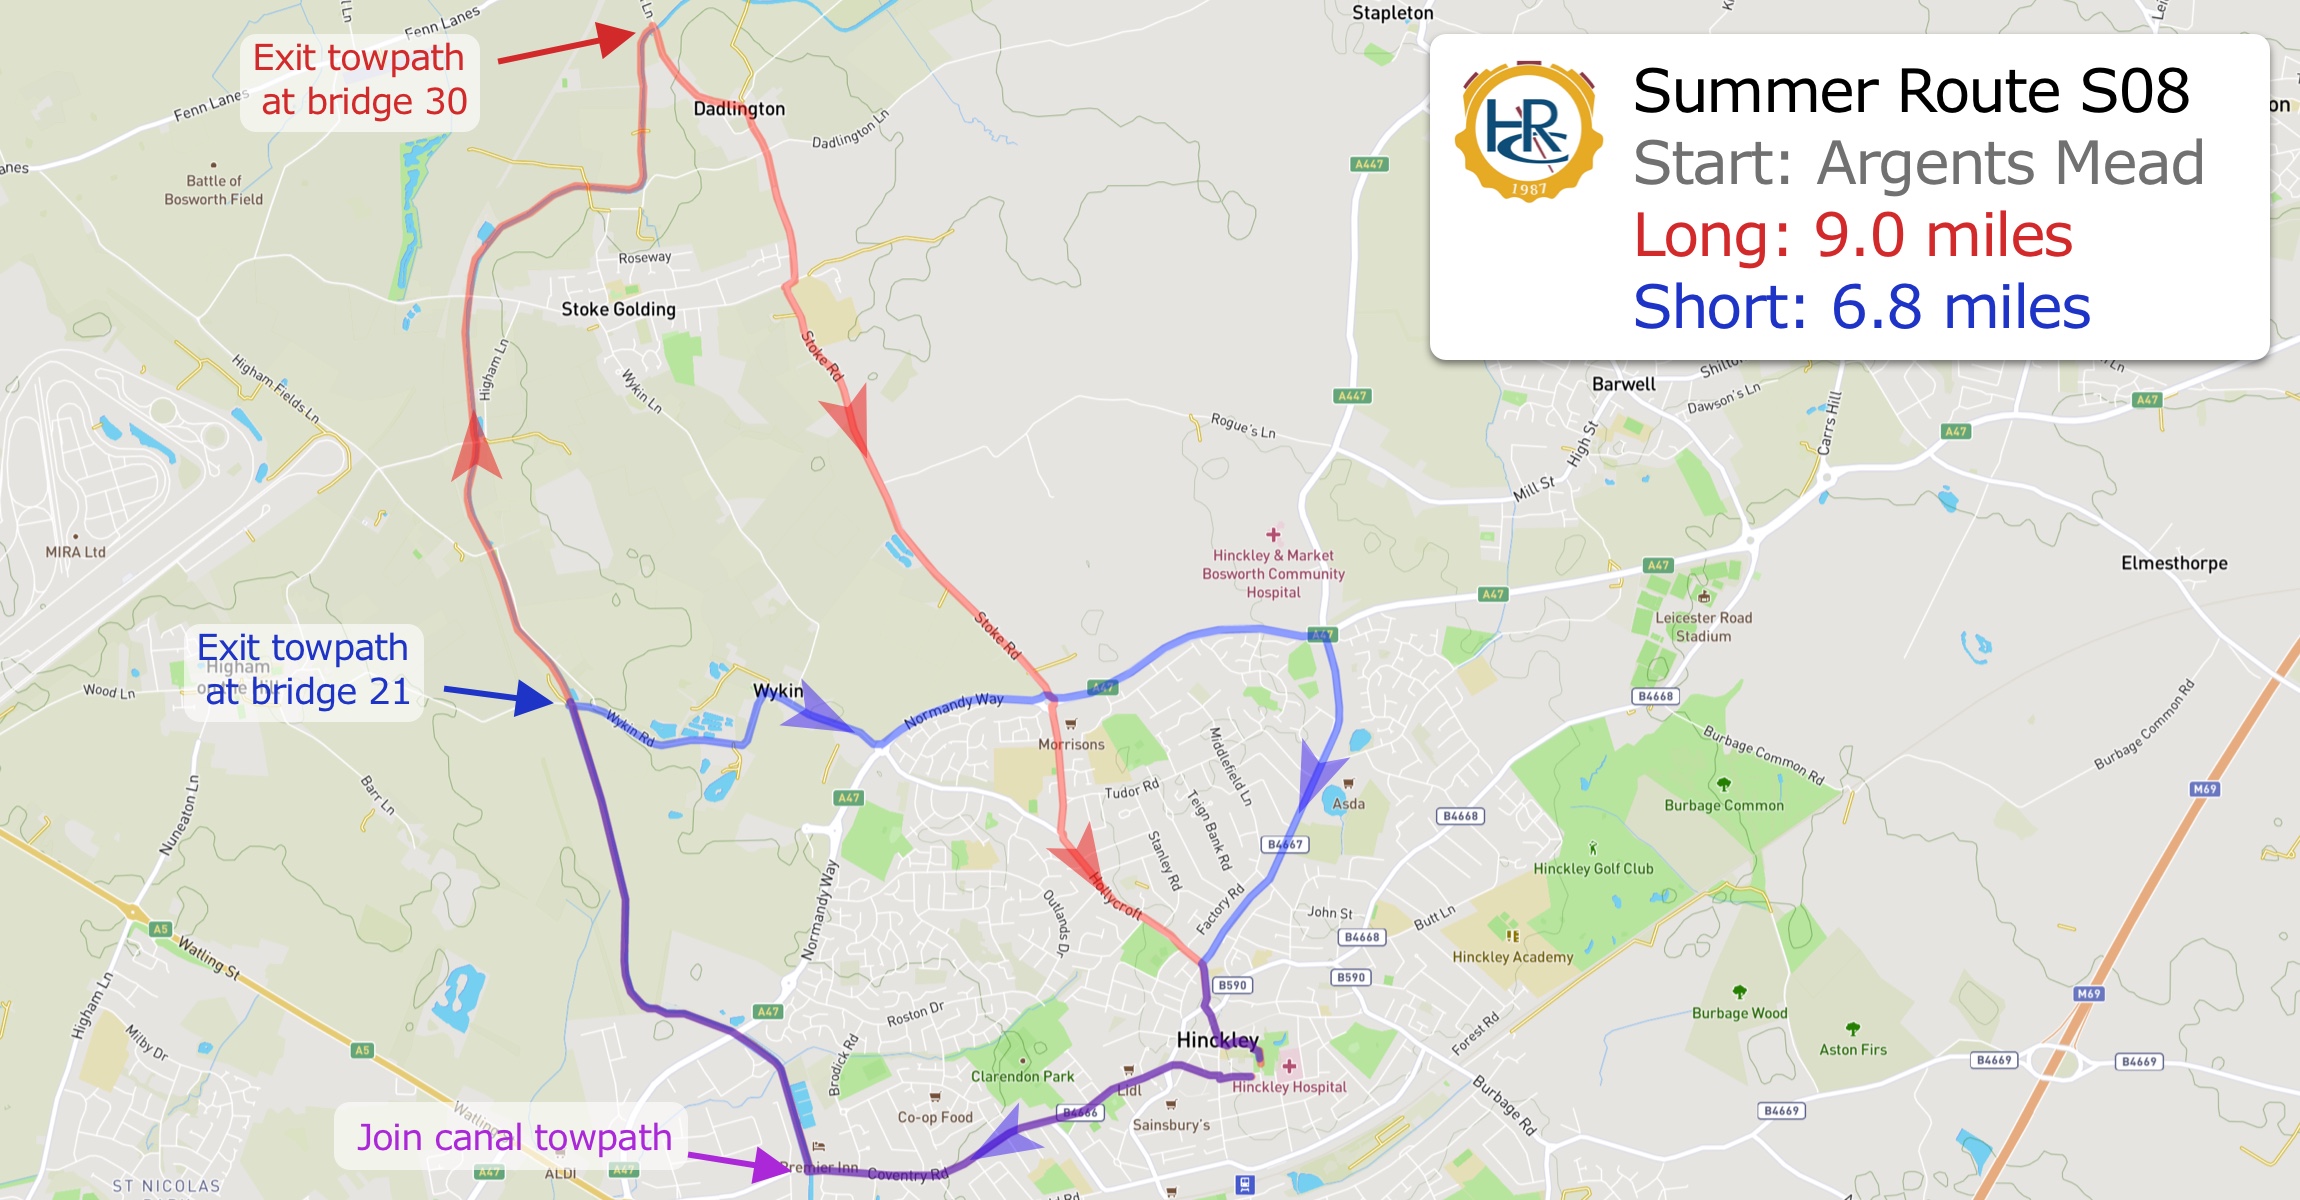 Summer Route S08
Start: Argents Mead
Long: 9.0 miles
Short: 6.8 miles
HR
1987
Exit towpath
at bridge 30
Exit towpath
at bridge 21
Join canal towpath
Fenn Lanes
Fenn Lanes
anes
Stapleton
Dadlington
Dadlington Ln
A447
Battle of
Bosworth Field
Roseway
Stoke Golding
Stoke Rd
Higham Ln
Wykin Ln
Higham Fields Ln
MIRA Ltd
A447
Rogue's Ln
Barwell
Dawson's Ln
High St
Mill St
Carrs Hill
A47
A47
Hinckley & Market
Bosworth Community
Hospital
A47
A47
Elmesthorpe
Leicester Road
Stadium
Stoke Rd
A47
Higham
on the Hill
Wood Ln
Wykin
Wykin Rd
Normandy Way
A47
B4668
Burbage Common Rd
Burbage Common Rd
Morrisons
Middlefield Ln
Tudor Rd
Teign Bank Rd
Stanley Rd
Asda
B4668
Burbage Common
M69
Nuneaton Ln
Barr Ln
A47
B4667
Hinckley Golf Club
Normandy Way
Hollycroft
Outlands Dr
Factory Rd
John St
B4668
Butt Ln
Hinckley Academy
A5
Watling St
B590
B590
M69
Higham Ln
Milby Dr
A5
A47
Roston Dr
Brodick Rd
Hinckley
Forest Rd
Burbage Wood
Aston Firs
Clarendon Park
Lidl
Hinckley Hospital
B4669
B4669
Burbage Rd
B4669
Co-op Food
B4666
Sainsbury's
Premier Inn
Coventry Rd
ALDI
A47
A47
ST NICOLAS